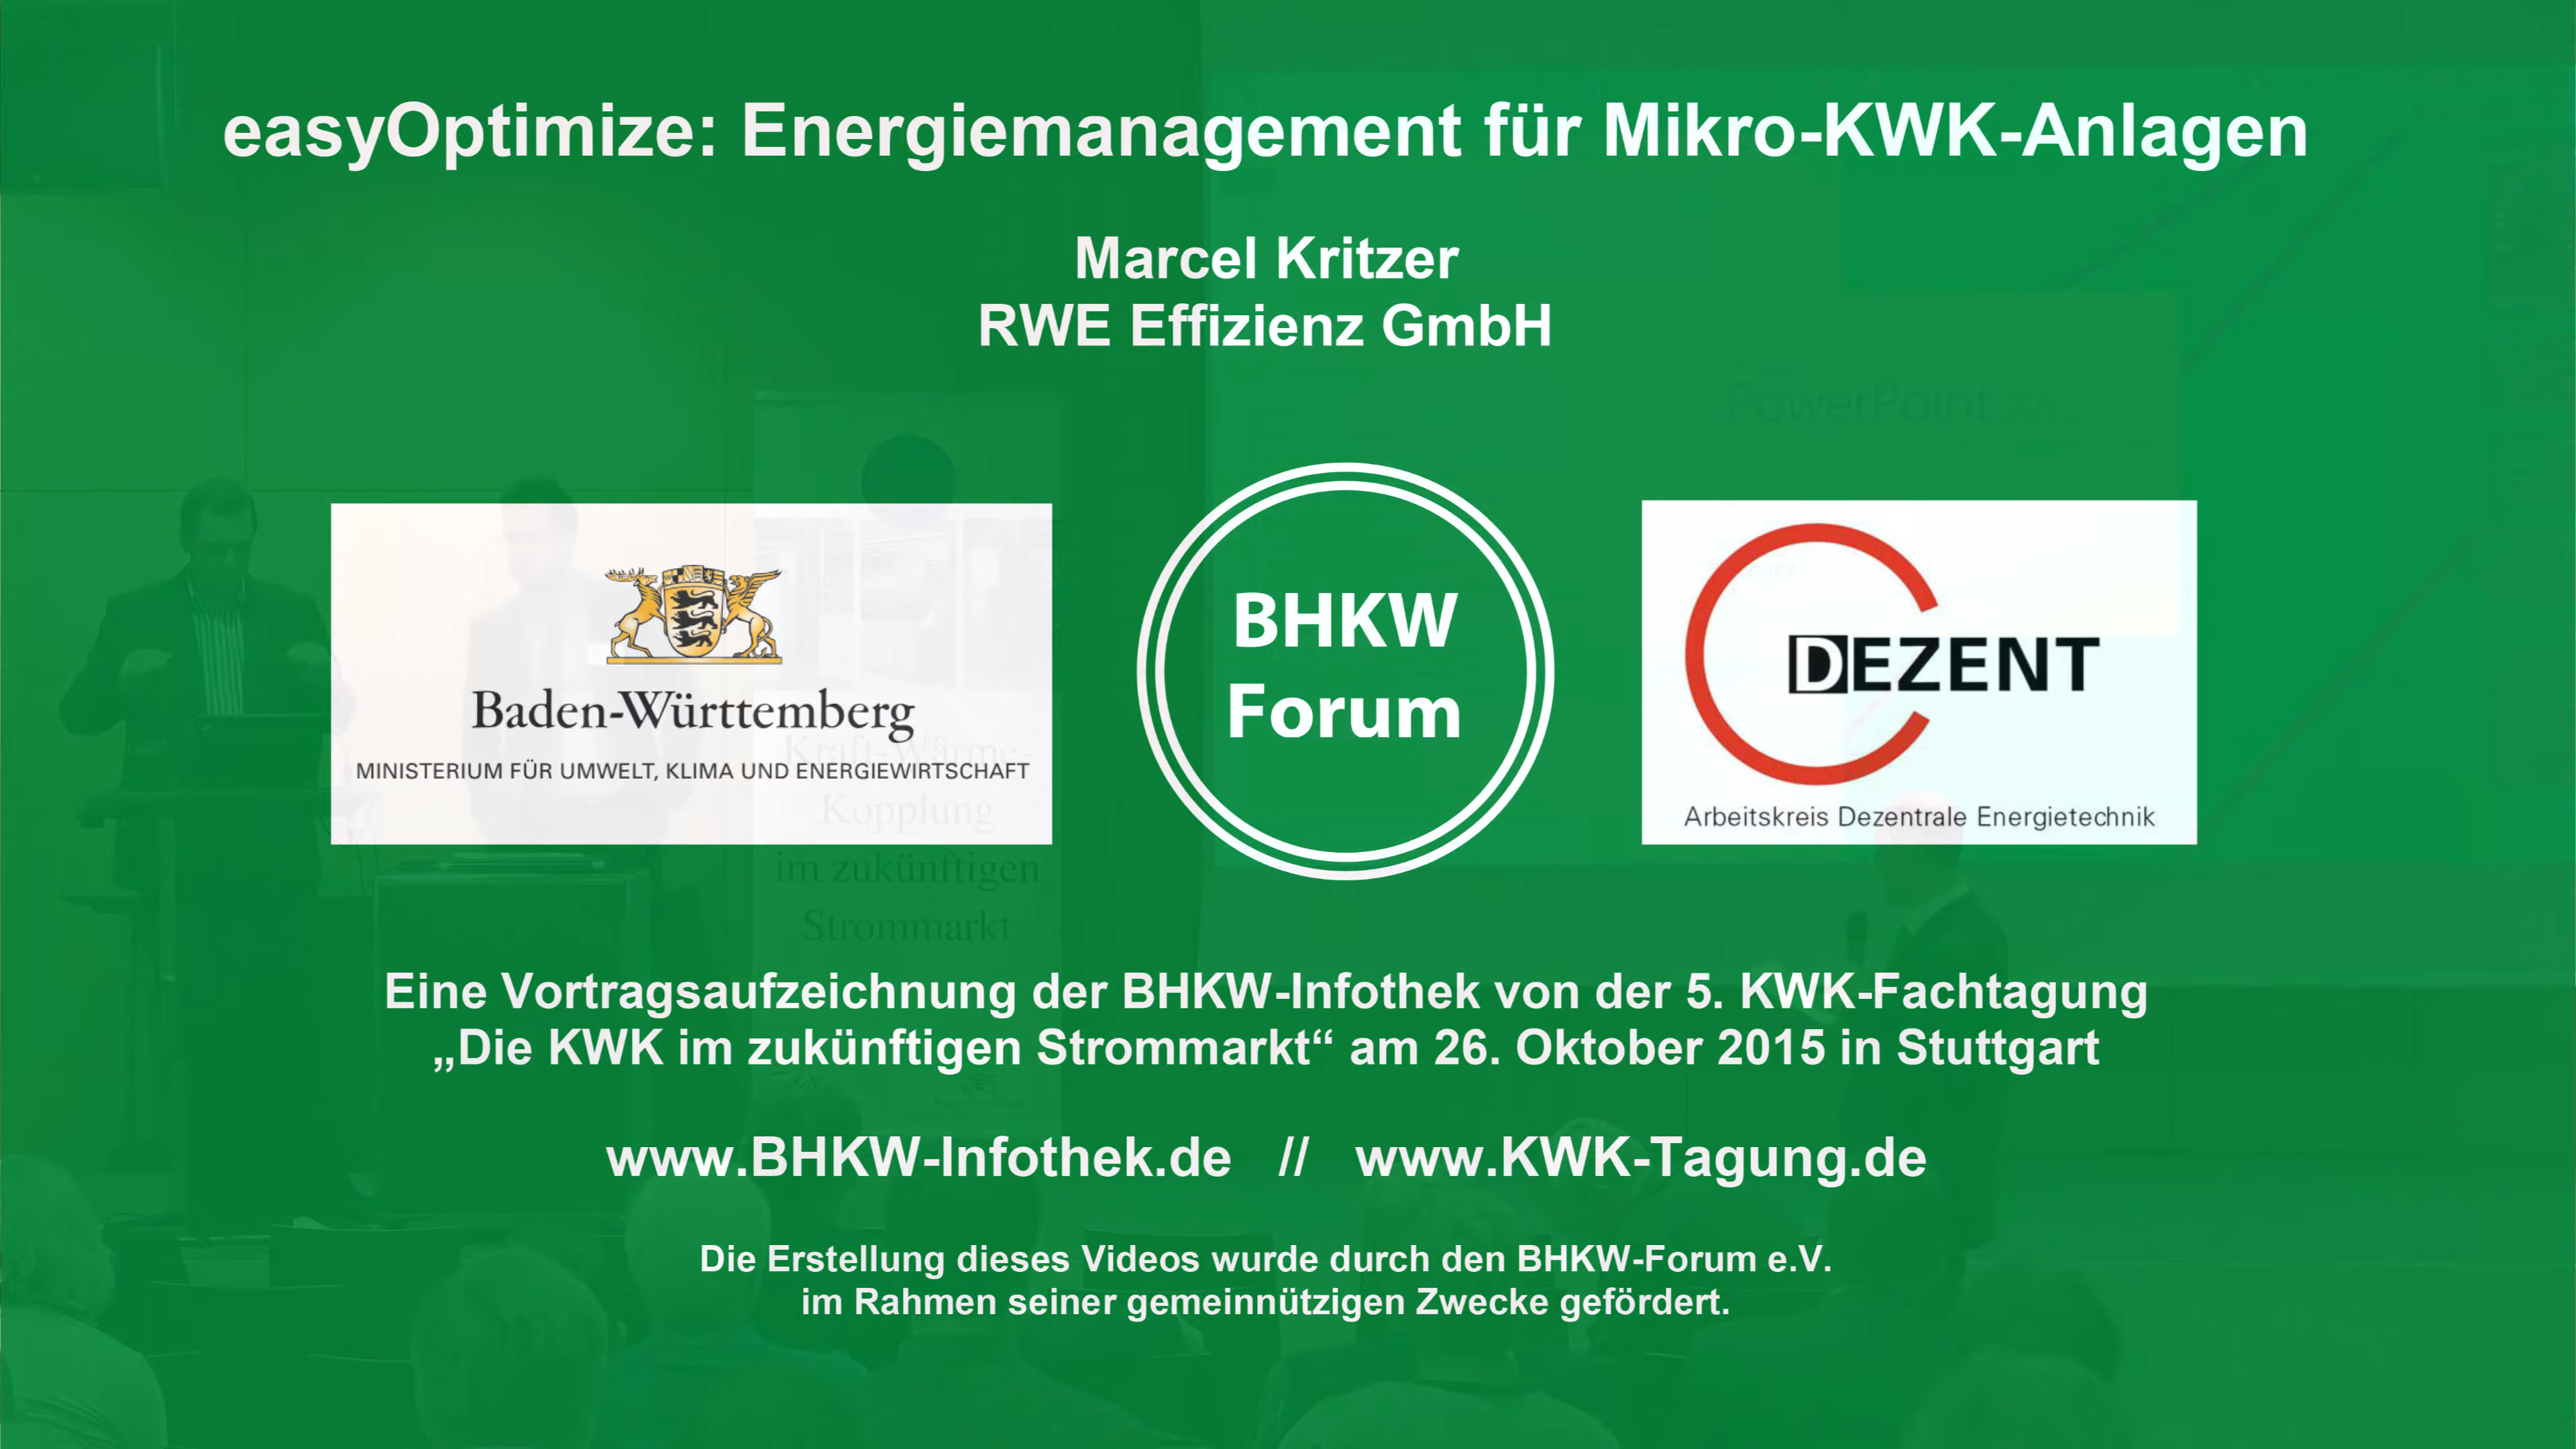 easyOptimize: Energiemanagement für Mikro-KWK-Anlagen
Marcel Kritzer
RWE Effizienz GmbH
PowerPoint
Baden-Württemberg
MINISTERIUM FÜR UMWELT, KLIMA UND ENERGIEWIRTSCHAFT
BHKW
Forum
DEZENT
Arbeitskreis Dezentrale Energietechnik
Kraft-Wärme-
Kopplung
im zukünftigen
Strommarkt
Eine Vortragsaufzeichnung der BHKW-Infothek von der 5. KWK-Fachtagung
„Die KWK im zukünftigen Strommarkt“ am 26. Oktober 2015 in Stuttgart
www.BHKW-Infothek.de // www.KWK-Tagung.de
Die Erstellung dieses Videos wurde durch den BHKW-Forum e.V.
im Rahmen seiner gemeinnützigen Zwecke gefördert.